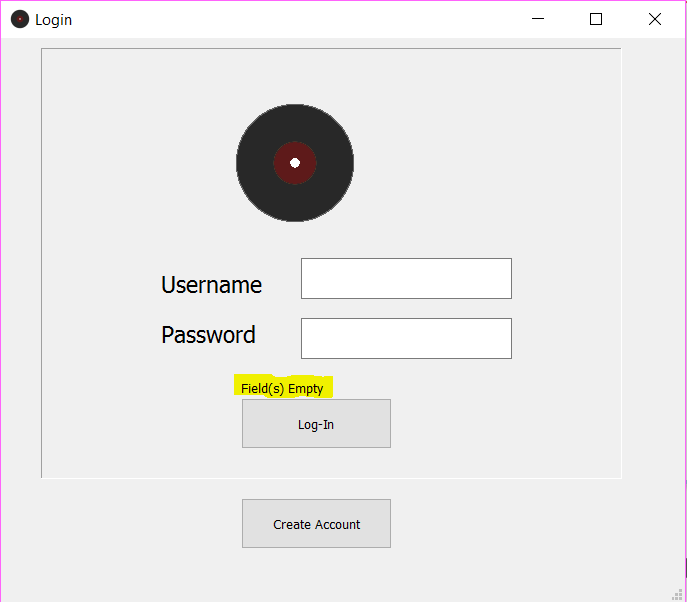 Login
Username
Password
Field(s) Empty
Log-In
Create Account